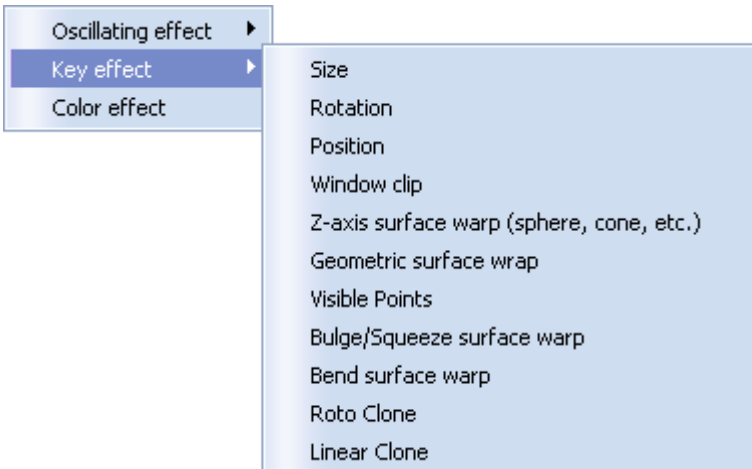 Oscillating effect
Key effect
Color effect
Size
Rotation
Position
Window clip
Z-axis surface warp (sphere, cone, etc.)
Geometric surface wrap
Visible Points
Bulge/Squeeze surface warp
Bend surface warp
Roto Clone
Linear Clone